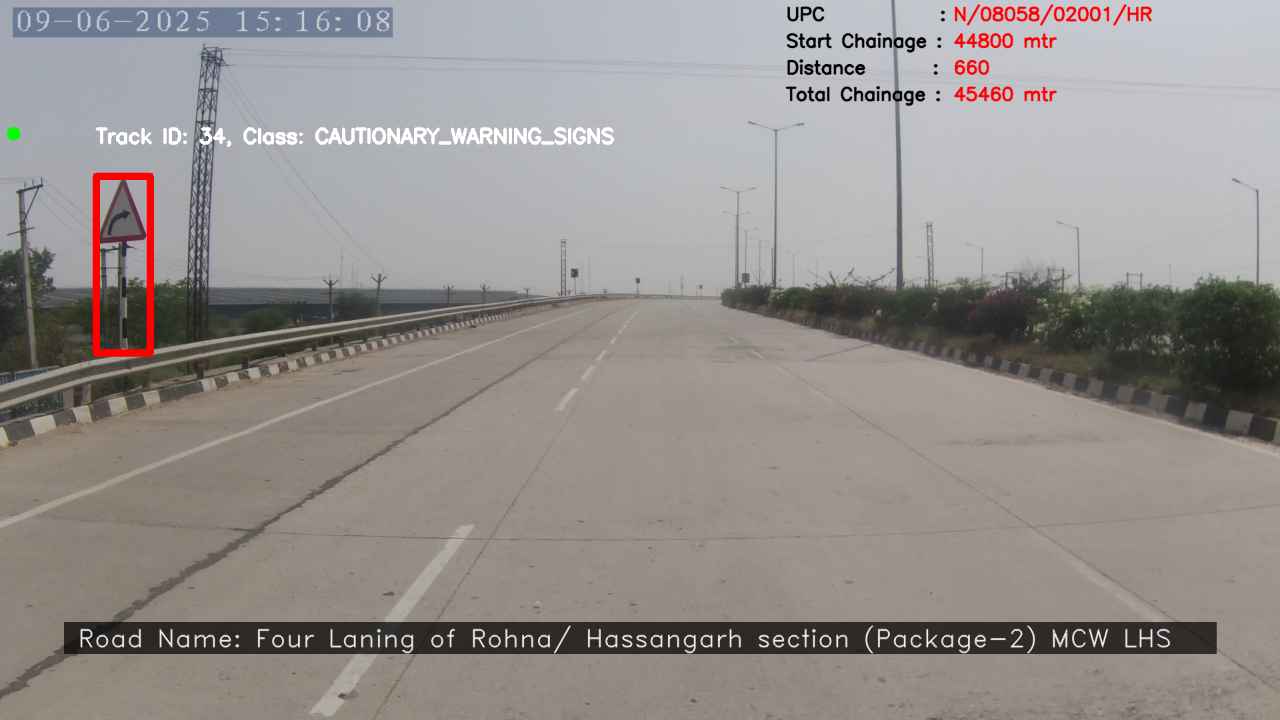 09-06-2025 15:16:08
UPC : N/08058/02001/HR
Start Chainage : 44800 mtr
Distance : 660
Total Chainage : 45460 mtr
Track ID: 34, Class: CAUTIONARY_WARNING_SIGNS
Road Name: Four Laning of Rohna/ Hassangarh section (Package-2) MCW LHS